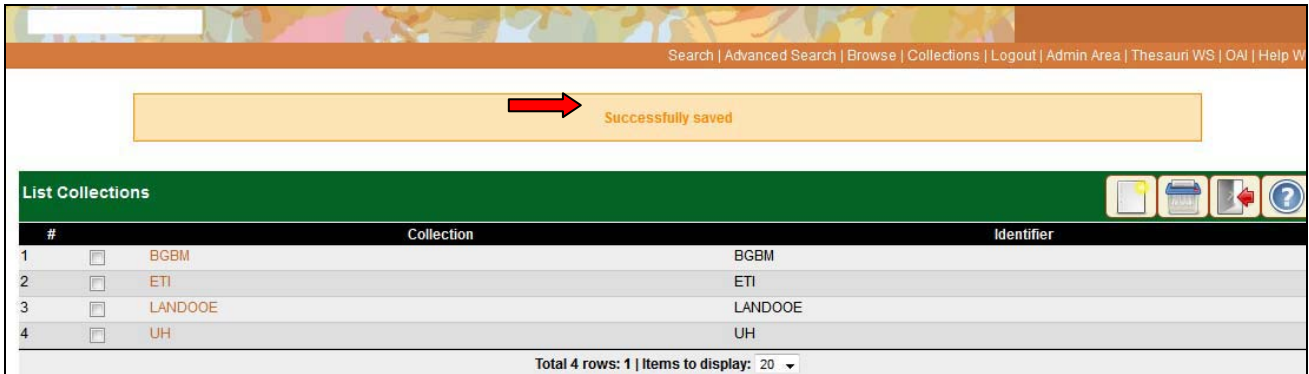 Search | Advanced Search | Browse | Collections | Logout | Admin Area | Thesauri WS | OAI | Help W
Successfully saved
List Collections
# Collection Identifier
1 BGBM BGBM
2 ETI ETI
3 LANDOOE LANDOOE
4 UH UH
Total 4 rows: 1 | Items to display: 20